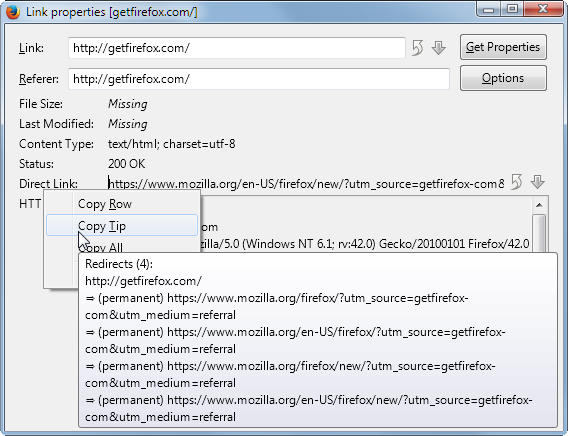 Link properties [getfirefox.com/]
Link: http://getfirefox.com/ Get Properties
Referer: http://getfirefox.com/ Options
File Size: Missing
Last Modified: Missing
Content Type: text/html; charset=utf-8
Status: 200 OK
Direct Link: https://www.mozilla.org/en-US/firefox/new/?utm_source=getfirefox-com&
HTT
Copy Row
Copy Tip om
Copy All zilla/5.0 (Windows NT 6.1; rv:42.0) Gecko/20100101 Firefox/42.0
Redirects (4):
http://getfirefox.com/
⇒ (permanent) https://www.mozilla.org/firefox/?utm_source=getfirefox-
com&utm_medium=referral
⇒ (permanent) https://www.mozilla.org/en-US/firefox/?utm_source=getfirefox-
com&utm_medium=referral
⇒ (permanent) https://www.mozilla.org/firefox/new/?utm_source=getfirefox-
com&utm_medium=referral
⇒ (permanent) https://www.mozilla.org/en-US/firefox/new/?utm_source=getfirefox-
com&utm_medium=referral